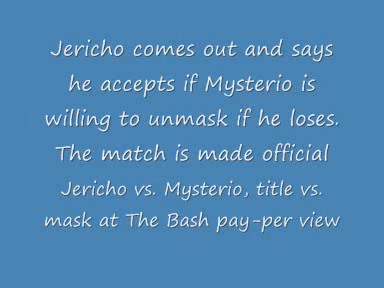 Jericho comes out and says
he accepts if Mysterio is
willing to unmask if he loses.
The match is made official
Jericho vs. Mysterio, title vs.
mask at The Bash pay-per view